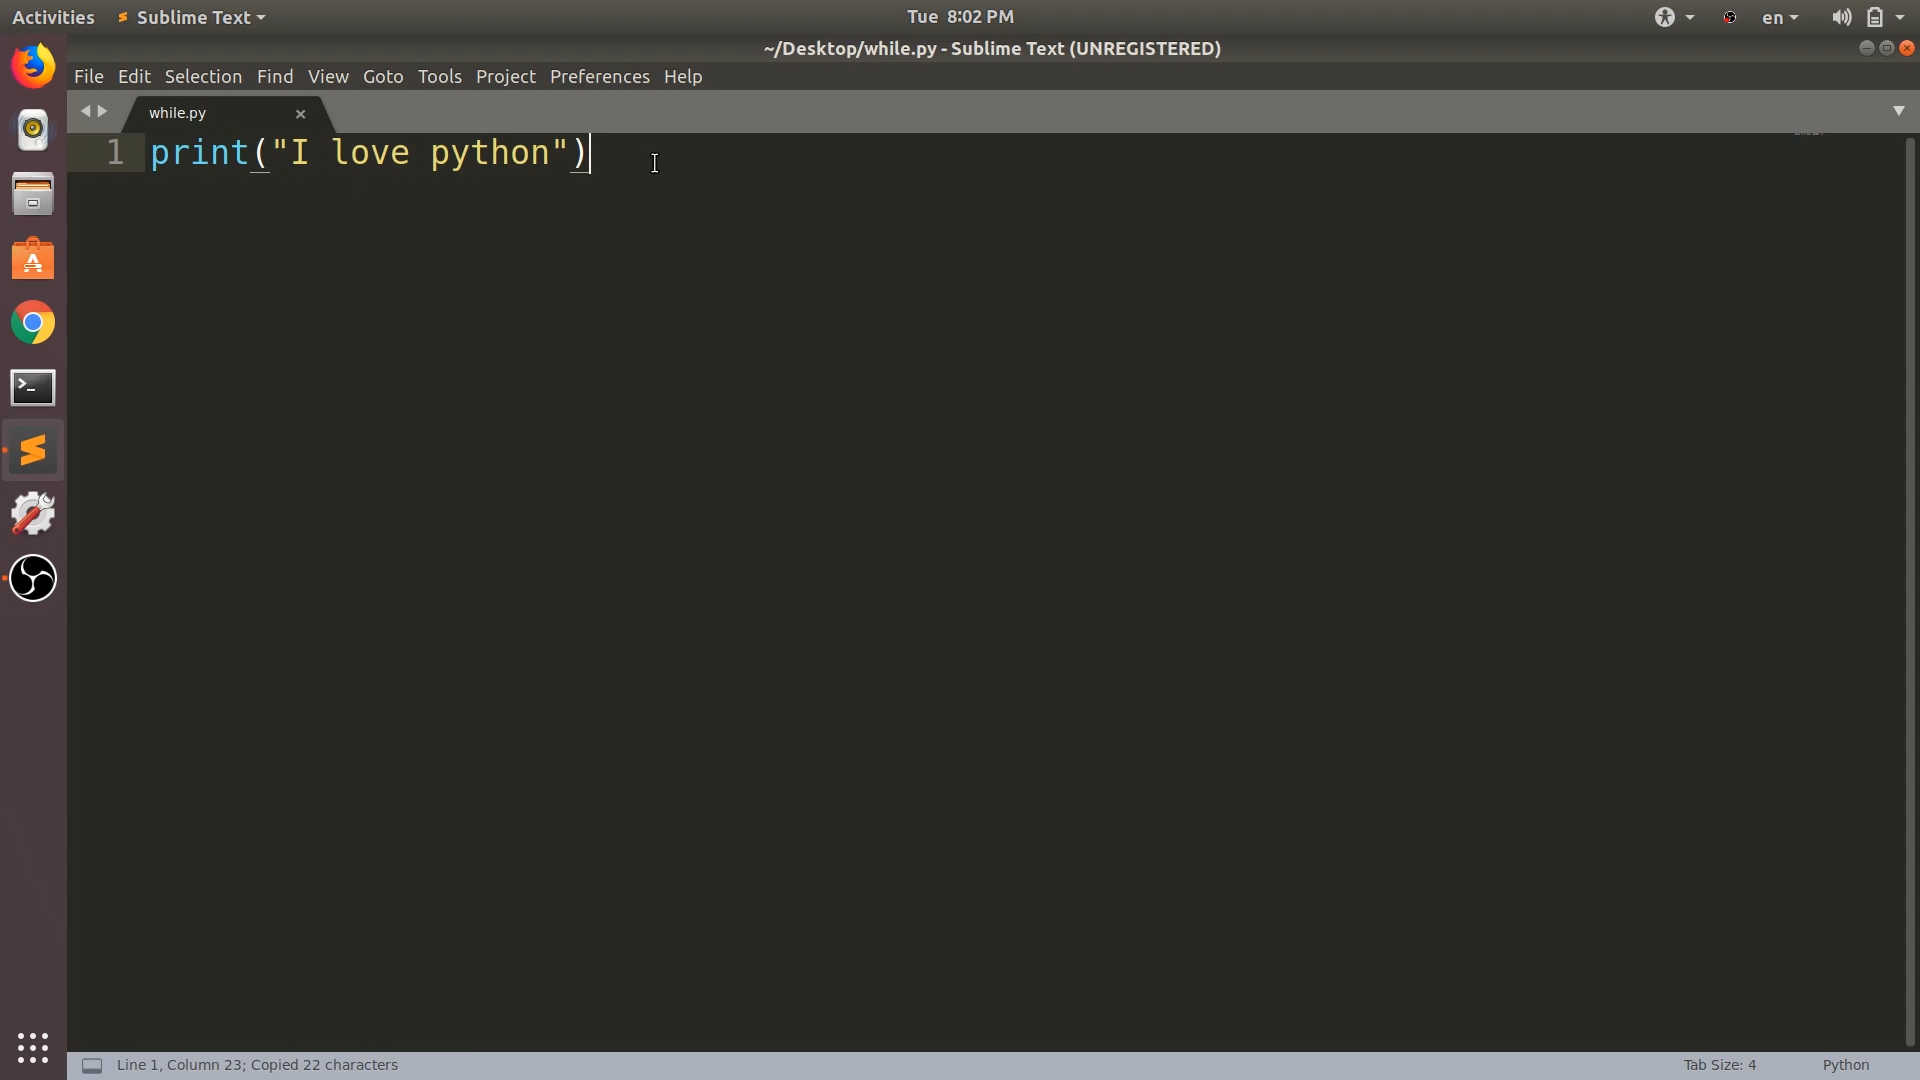 Activities Sublime Text Tue 8:02 PM en
~/Desktop/while.py - Sublime Text (UNREGISTERED)
File Edit Selection Find View Goto Tools Project Preferences Help
while.py
1 print("I love python")
Line 1, Column 23; Copied 22 characters Tab Size: 4 Python